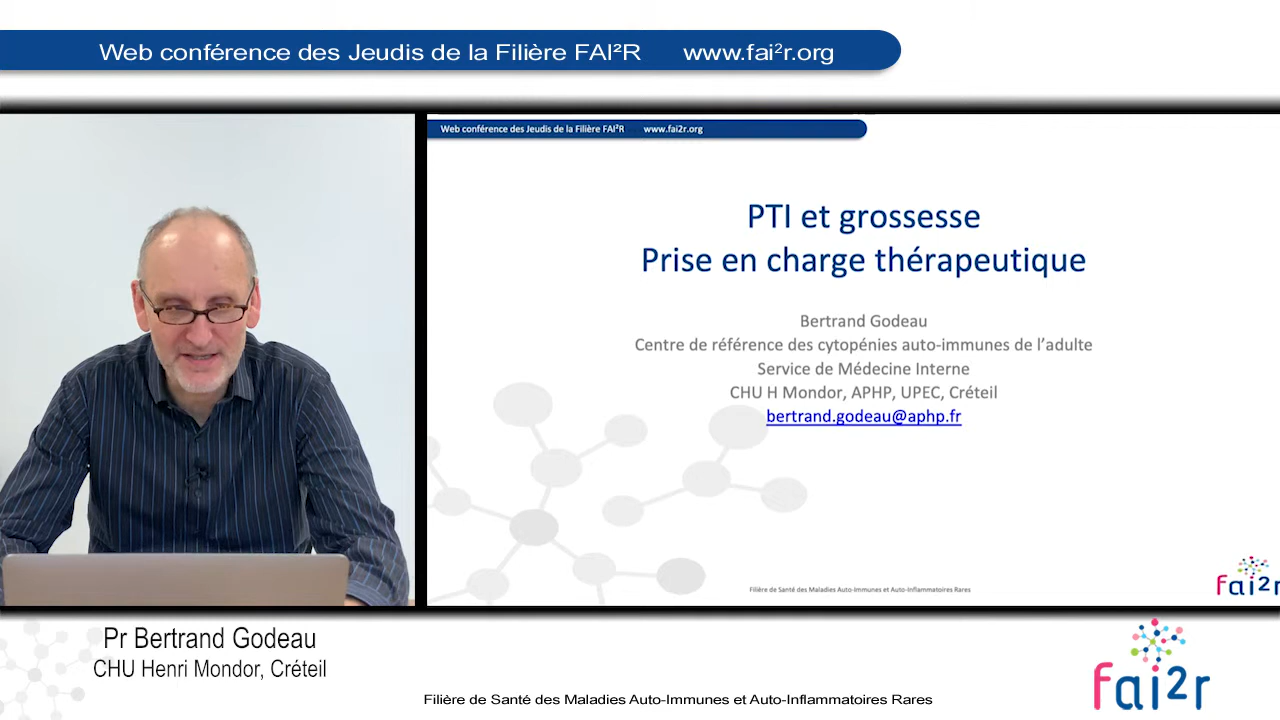 Web conférence des Jeudis de la Filière FAI²R www.fai²r.org
Web conférence des Jeudis de la Filière FAI²R www.fai2r.org
PTI et grossesse
Prise en charge thérapeutique
Bertrand Godeau
Centre de référence des cytopénies auto-immunes de l'adulte
Service de Médecine Interne
CHU H Mondor, APHP, UPEC, Créteil
bertrand.godeau@aphp.fr
Filière de Santé des Maladies Auto-Immunes et Auto-Inflammatoires Rares
fai2r
Pr Bertrand Godeau
CHU Henri Mondor, Créteil
fai2r
Filière de Santé des Maladies Auto-Immunes et Auto-Inflammatoires Rares